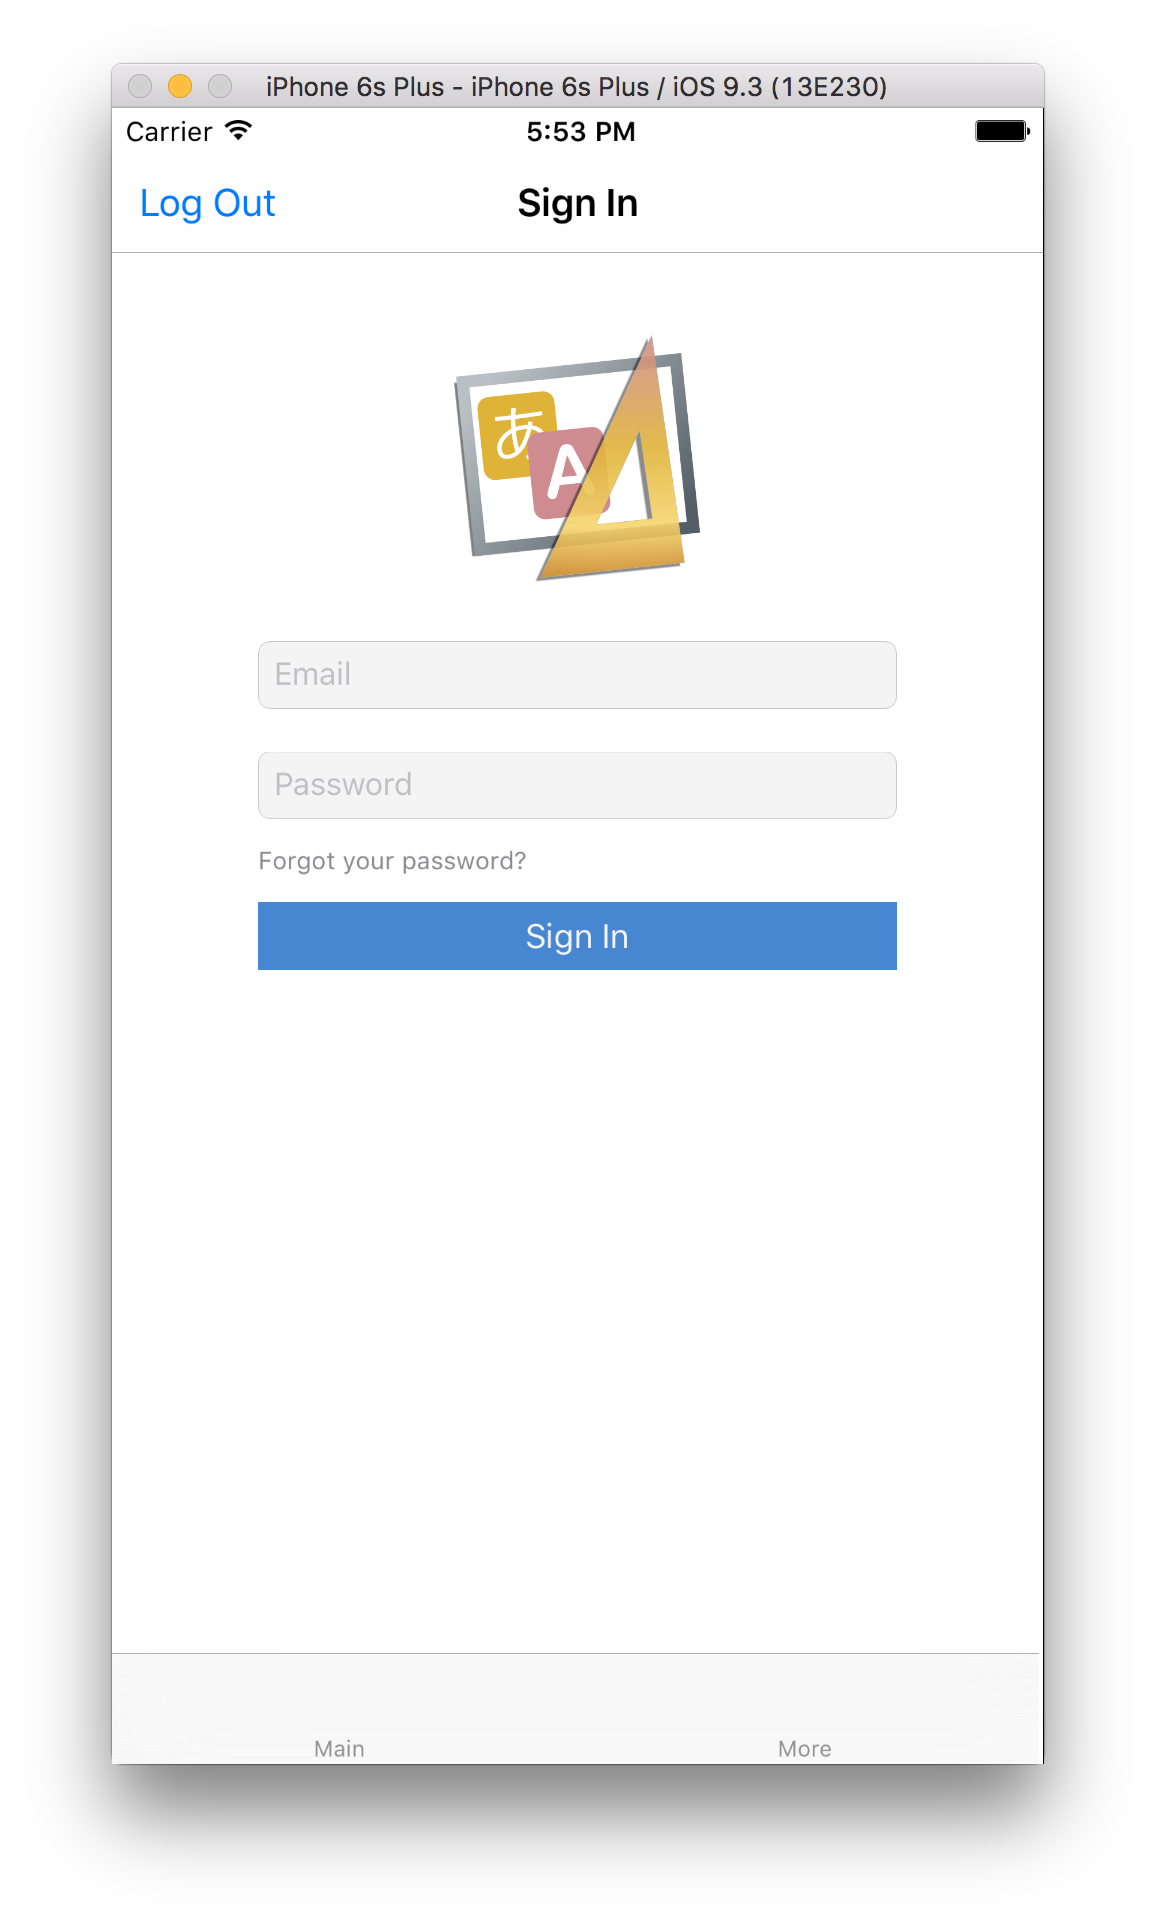 iPhone 6s Plus - iPhone 6s Plus / iOS 9.3 (13E230)
Carrier 5:53 PM
Log Out Sign In
あ
A
Email
Password
Forgot your password?
Sign In
Main More